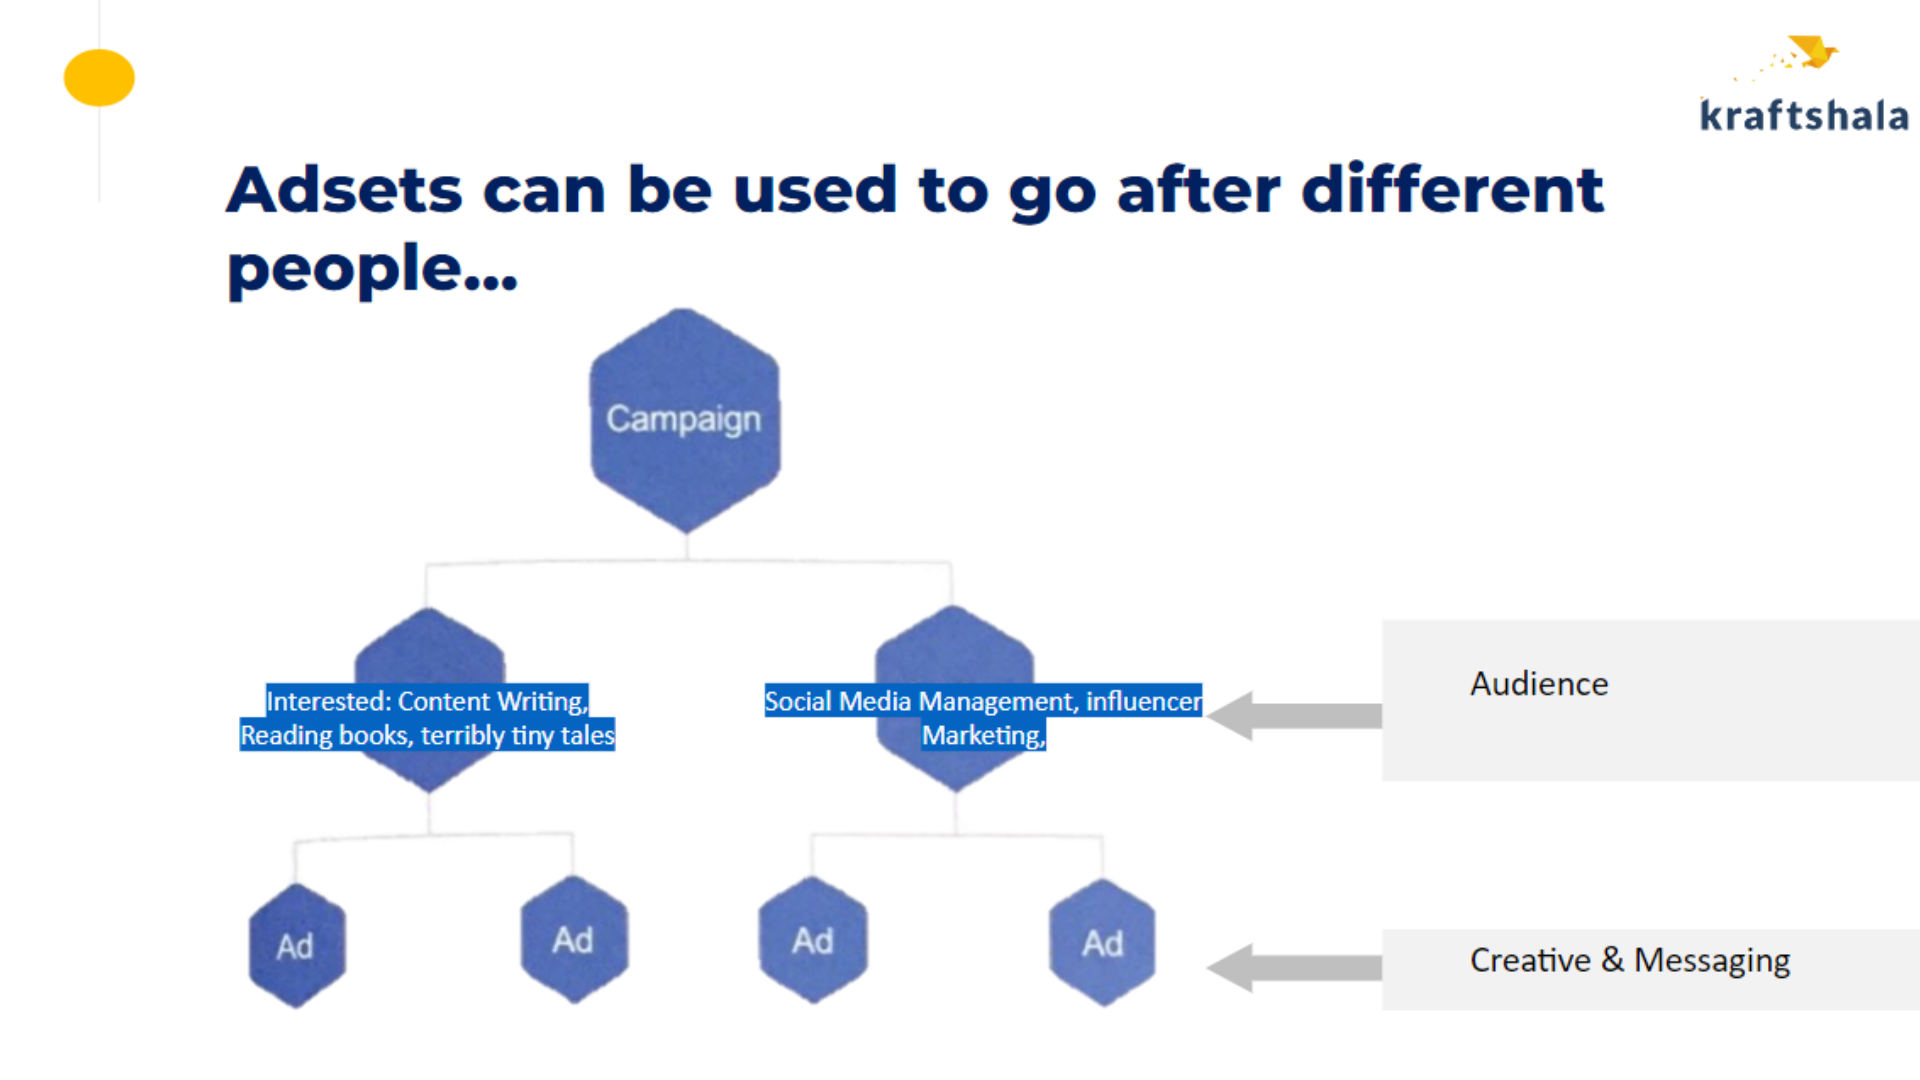 kraftshala
Adsets can be used to go after different
people...
Campaign
Interested: Content Writing,
Reading books, terribly tiny tales
Social Media Management, influencer
Marketing,
Audience
Ad
Ad
Ad
Ad
Creative & Messaging